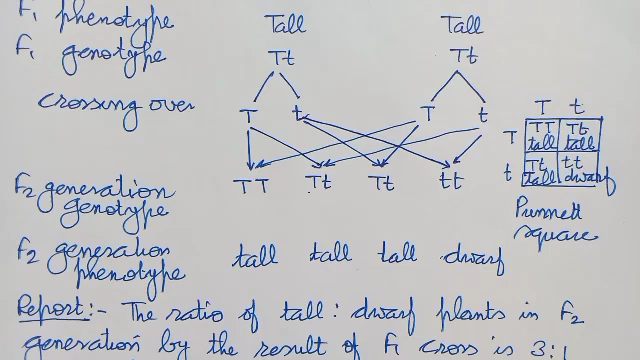 F₁ phenotype Tall Tall
F₁ genotype Tt Tt
Crossing over T t T t
T t
T TT Tt
tall tall
t Tt tt
tall dwarf
F₂ generation TT Tt Tt tt
genotype
Punnett
square
F₂ generation tall tall tall dwarf
phenotype
Report:- The ratio of tall : dwarf plants in F₂
generation by the result of F₁ cross is 3:1